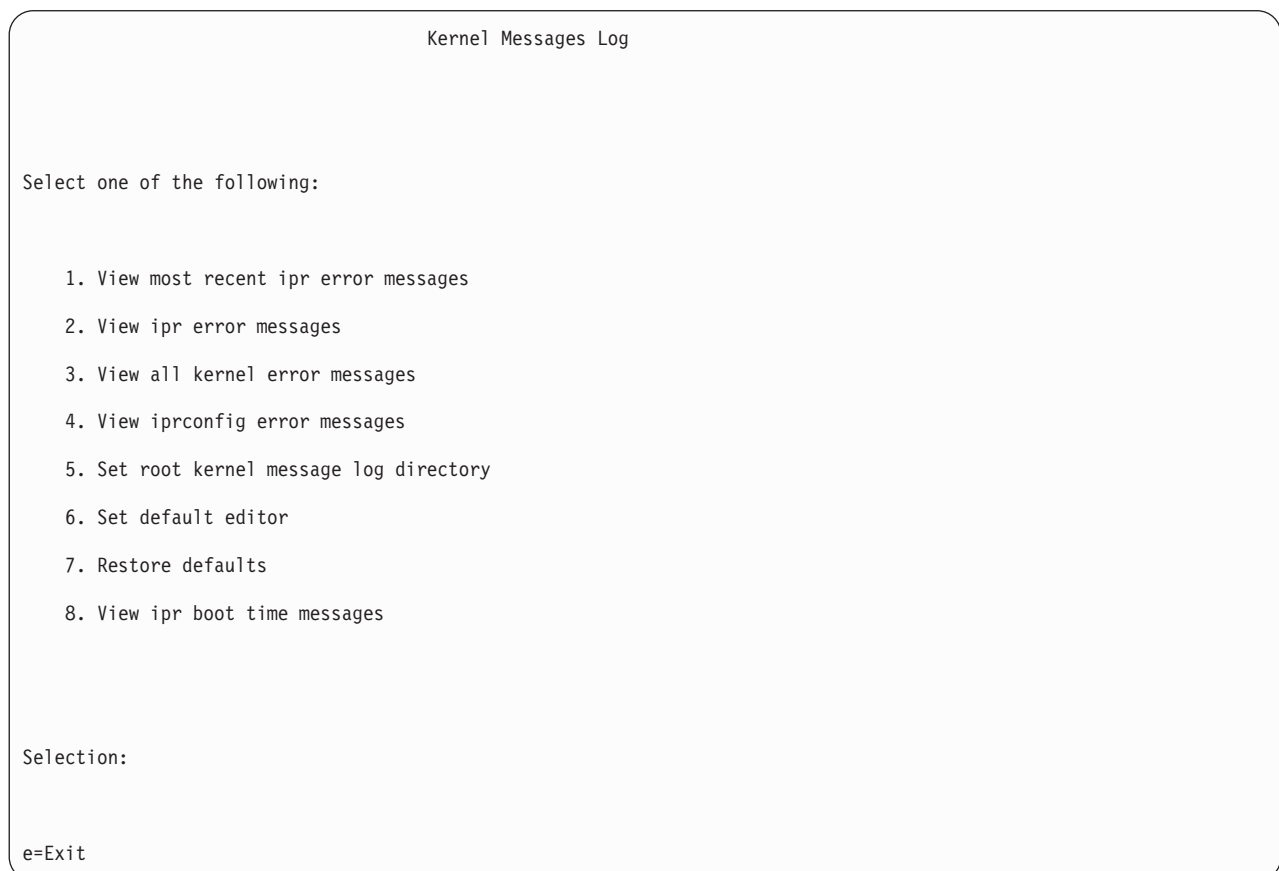 Kernel Messages Log
Select one of the following:
1. View most recent ipr error messages
2. View ipr error messages
3. View all kernel error messages
4. View iprconfig error messages
5. Set root kernel message log directory
6. Set default editor
7. Restore defaults
8. View ipr boot time messages
Selection:
e=Exit